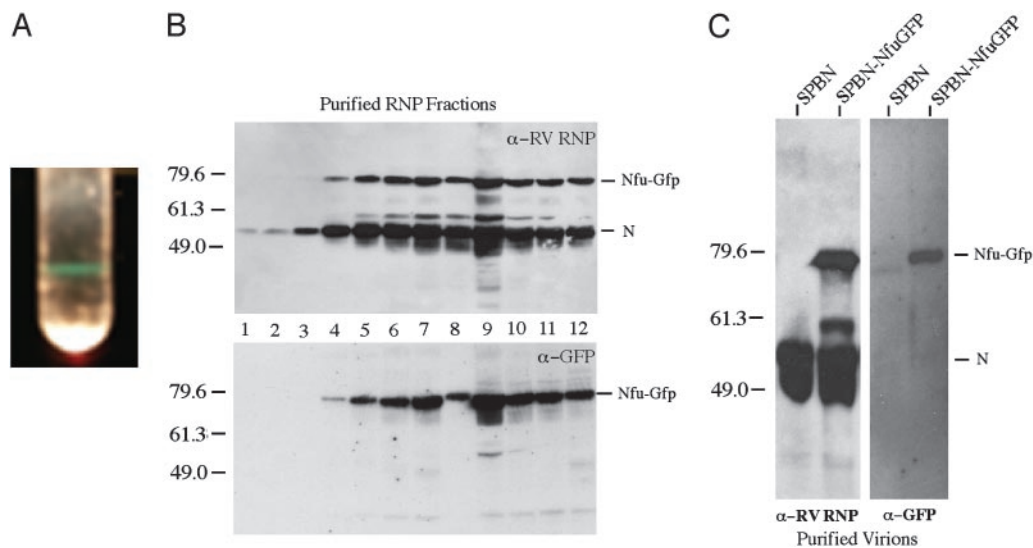 A
B
Purified RNP Fractions
α-RV RNP
79.6
61.3
49.0
Nfu-Gfp
N
1 2 3 4 5 6 7 8 9 10 11 12
α-GFP
79.6
61.3
49.0
Nfu-Gfp
C
SPBN
SPBN-NfuGFP
SPBN
SPBN-NfuGFP
79.6
61.3
49.0
Nfu-Gfp
N
α-RV RNP
α-GFP
Purified Virions